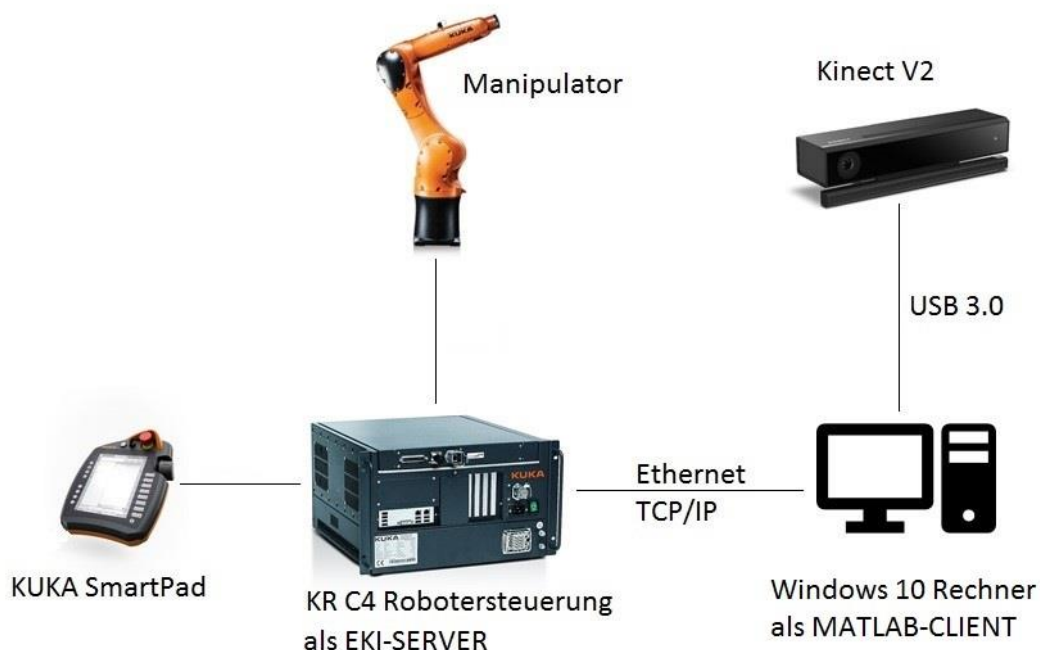 KUKA
Manipulator
Kinect V2
USB 3.0
KUKA
KUKA
Ethernet
TCP/IP
KUKA SmartPad
KR C4 Robotersteuerung
als EKI-SERVER
Windows 10 Rechner
als MATLAB-CLIENT